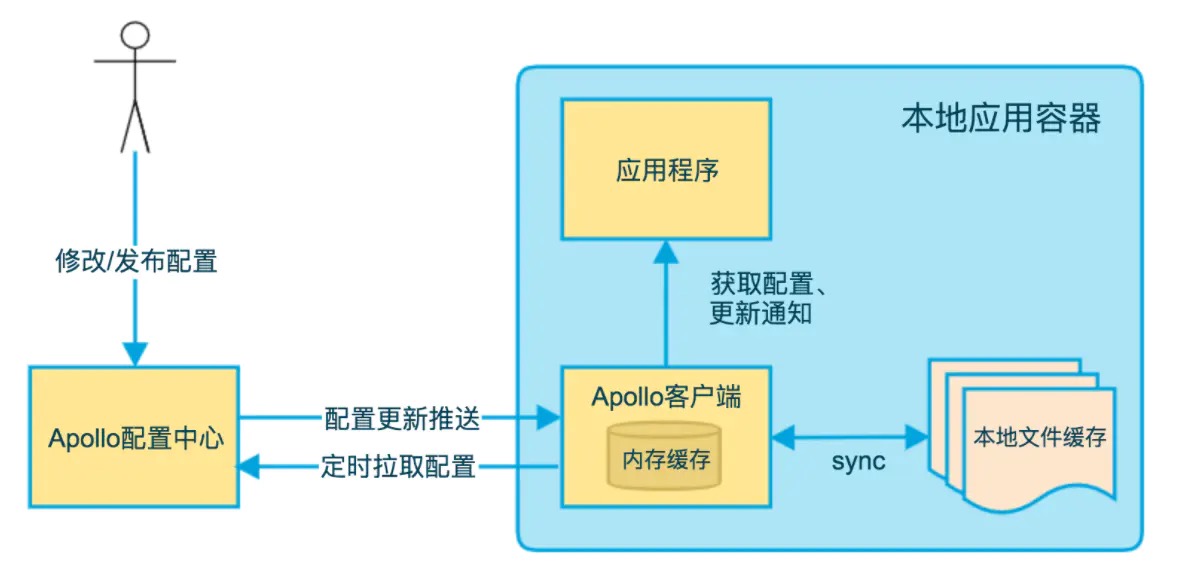 本地应用容器
应用程序
修改/发布配置
获取配置、
更新通知
Apollo配置中心
配置更新推送
定时拉取配置
Apollo客户端
内存缓存
sync
本地文件缓存